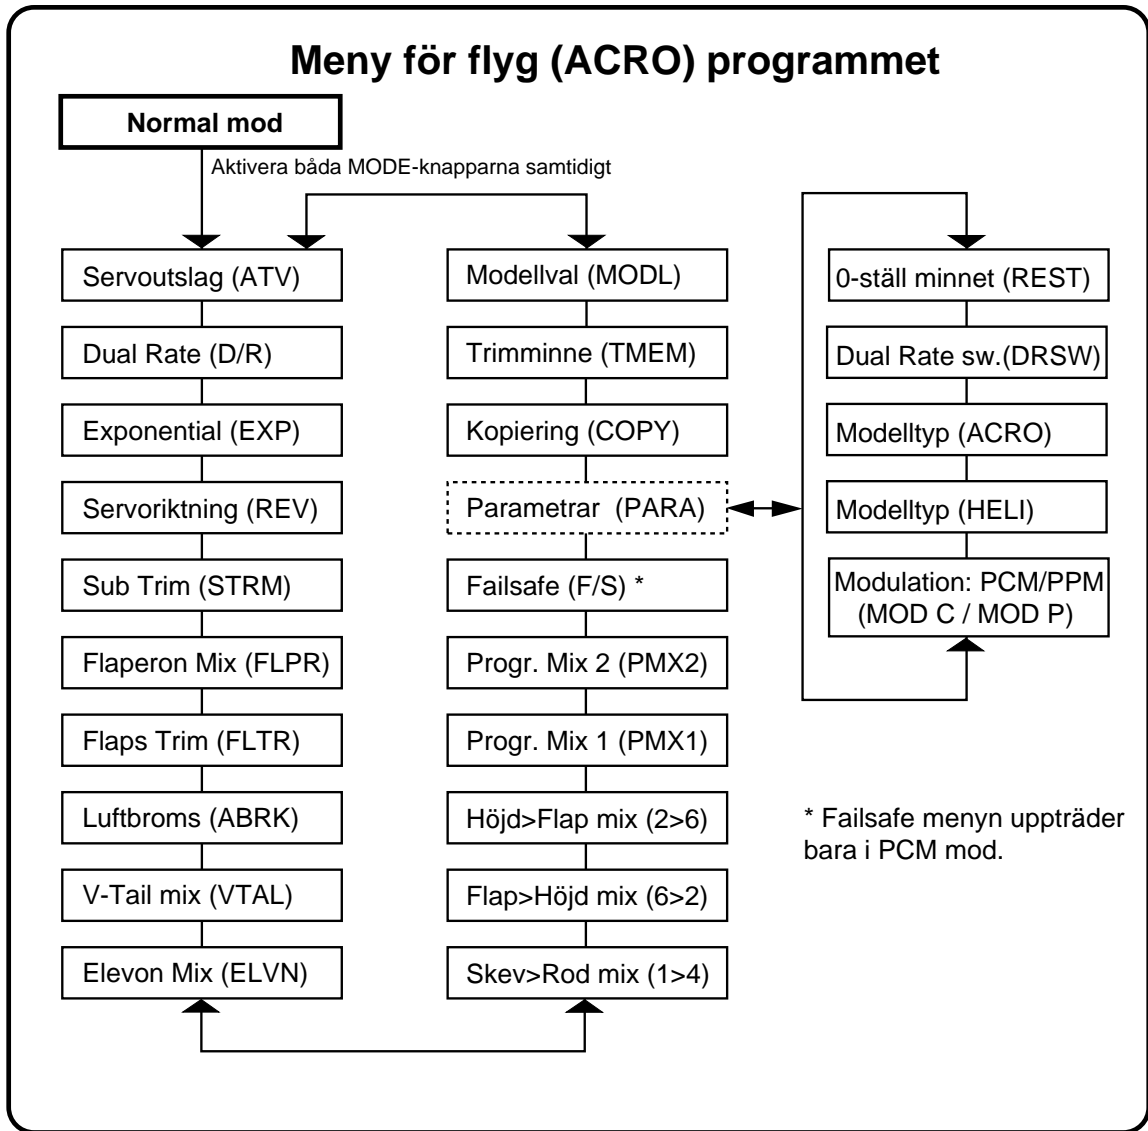 Meny för flyg (ACRO) programmet
Normal mod
Aktivera båda MODE-knapparna samtidigt
Servoutslag (ATV)
Dual Rate (D/R)
Exponential (EXP)
Servoriktning (REV)
Sub Trim (STRM)
Flaperon Mix (FLPR)
Flaps Trim (FLTR)
Luftbroms (ABRK)
V-Tail mix (VTAL)
Elevon Mix (ELVN)
Modellval (MODL)
Trimminne (TMEM)
Kopiering (COPY)
Parametrar (PARA)
Failsafe (F/S) *
Progr. Mix 2 (PMX2)
Progr. Mix 1 (PMX1)
Höjd>Flap mix (2>6)
Flap>Höjd mix (6>2)
Skev>Rod mix (1>4)
0-ställ minnet (REST)
Dual Rate sw.(DRSW)
Modelltyp (ACRO)
Modelltyp (HELI)
Modulation: PCM/PPM
(MOD C / MOD P)
* Failsafe menyn uppträder
bara i PCM mod.